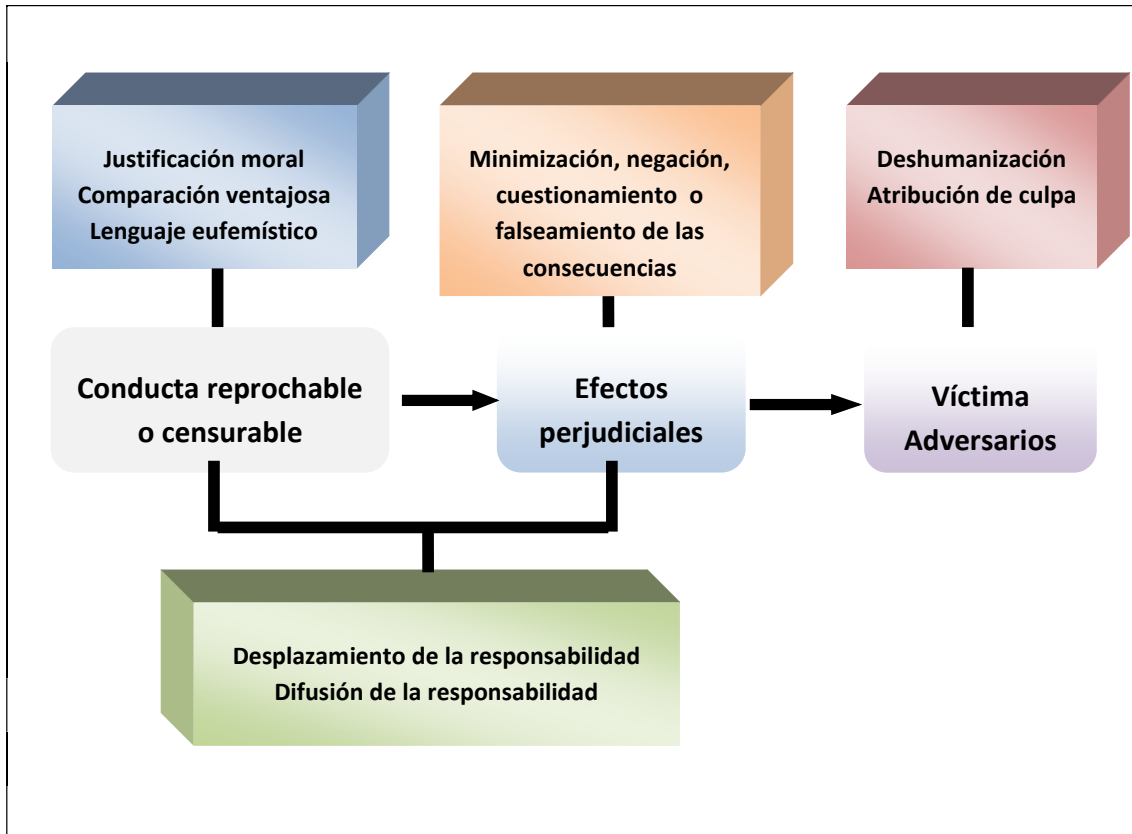 Justificación moral
Comparación ventajosa
Lenguaje eufemístico
Minimización, negación,
cuestionamiento o
falseamiento de las
consecuencias
Deshumanización
Atribución de culpa
Conducta reprochable
o censurable
Efectos
perjudiciales
Víctima
Adversarios
Desplazamiento de la responsabilidad
Difusión de la responsabilidad